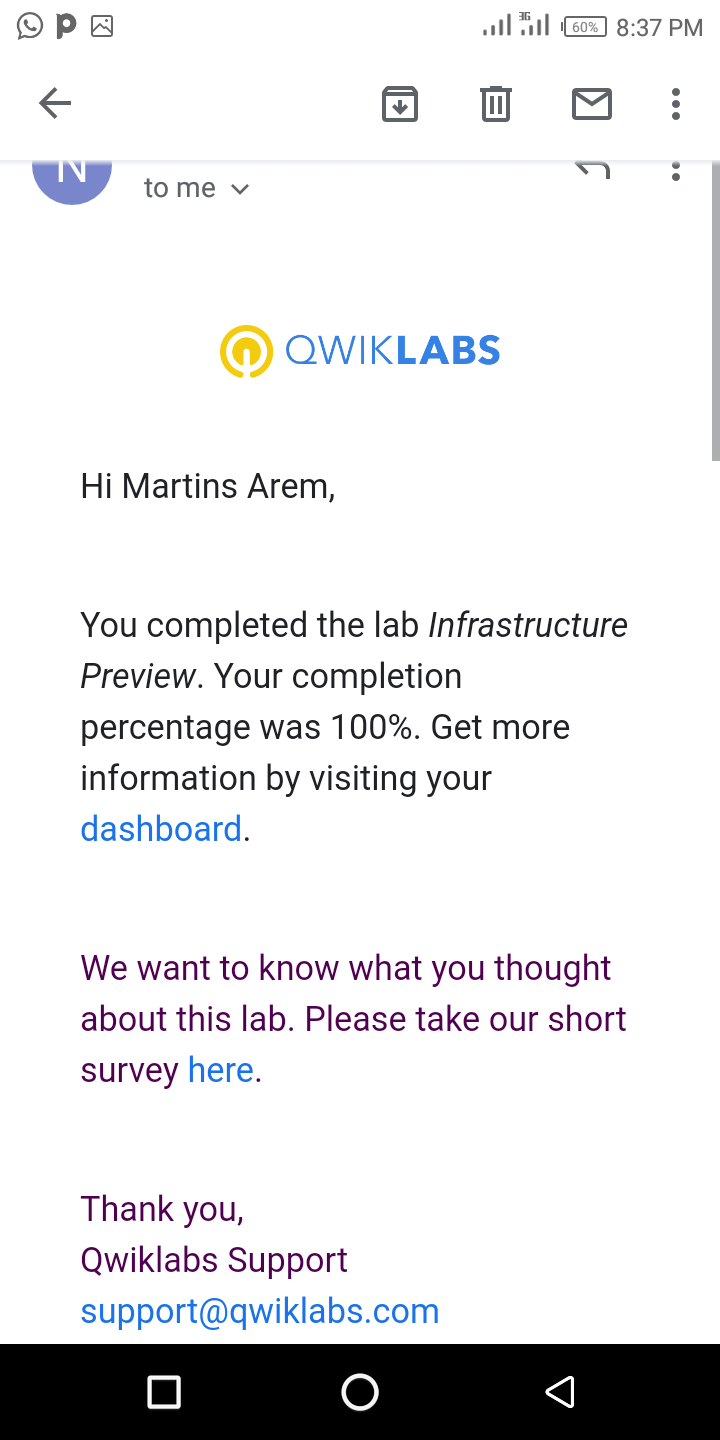 3G 60% 8:37 PM
N
to me
QWIKLABS
Hi Martins Arem,
You completed the lab Infrastructure
Preview. Your completion
percentage was 100%. Get more
information by visiting your
dashboard.
We want to know what you thought
about this lab. Please take our short
survey here.
Thank you,
Qwiklabs Support
support@qwiklabs.com